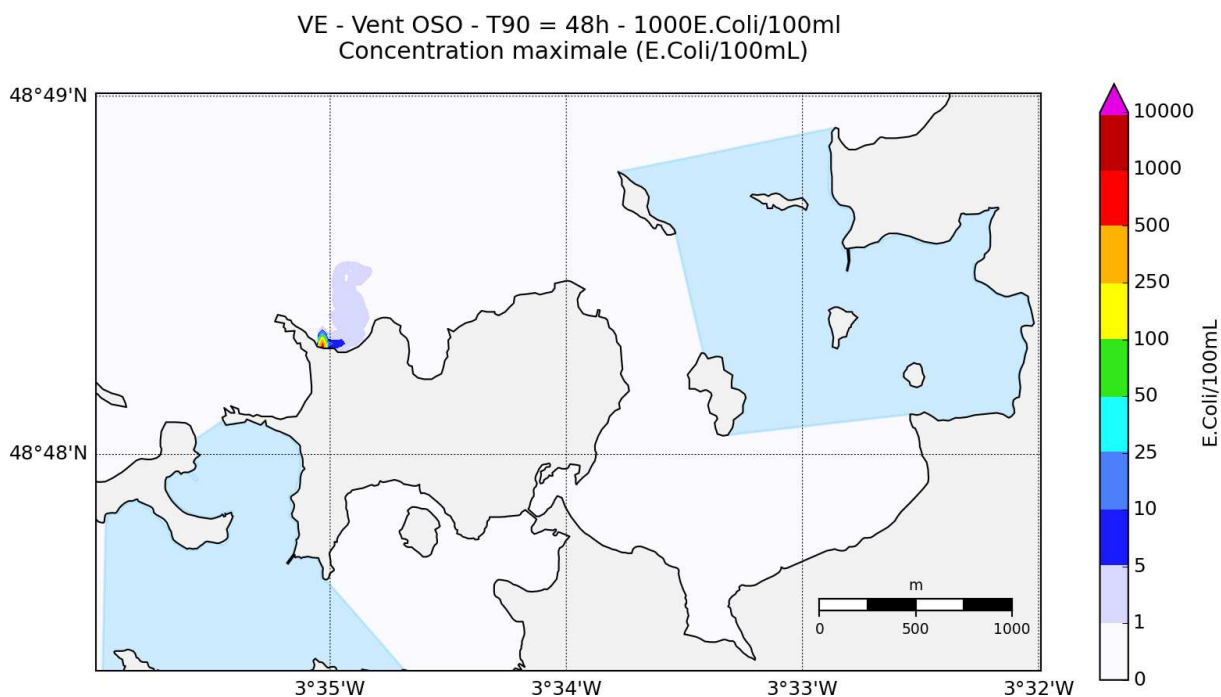 VE - Vent OSO - T90 = 48h - 1000E.Coli/100ml
Concentration maximale (E.Coli/100mL)
48°49'N
48°48'N
3°35'W
3°34'W
3°33'W
3°32'W
m
0
500
1000
10000
1000
500
250
100
50
25
10
5
1
0
E.Coli/100mL